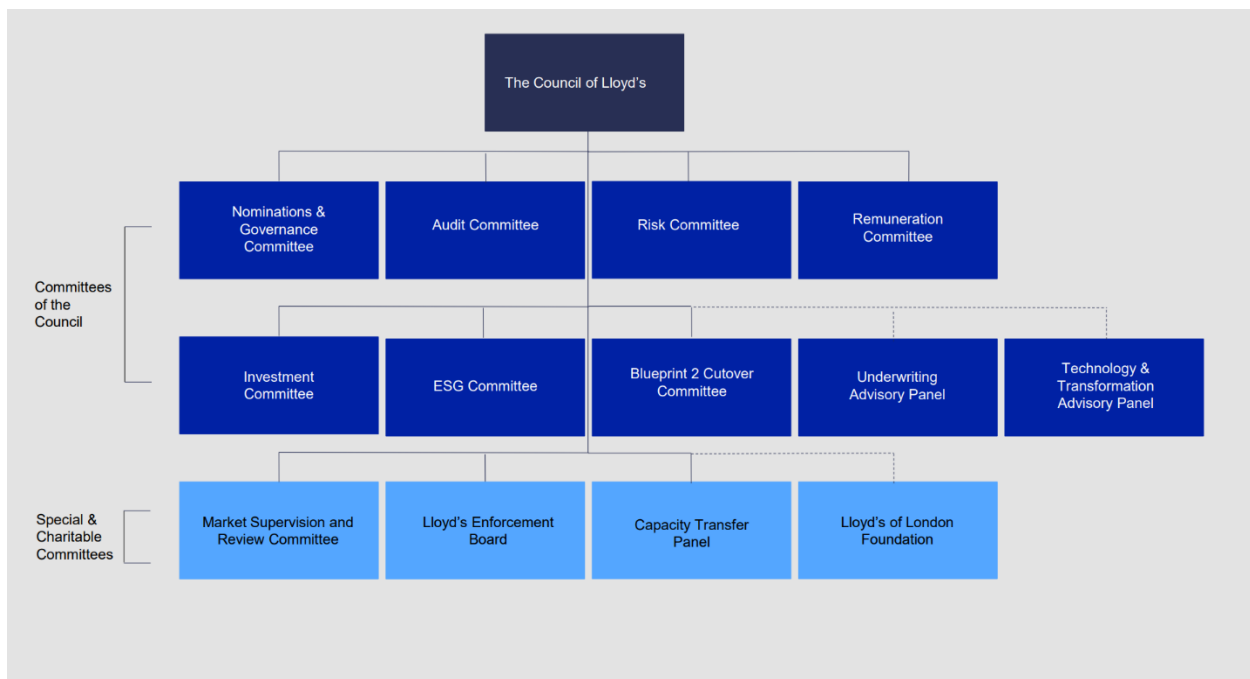 The Council of Lloyd's
Nominations &
Governance
Committee
Audit Committee
Risk Committee
Remuneration
Committee
Committees
of the
Council
Investment
Committee
ESG Committee
Blueprint 2 Cutover
Committee
Underwriting
Advisory Panel
Technology &
Transformation
Advisory Panel
Special &
Charitable
Committees
Market Supervision and
Review Committee
Lloyd's Enforcement
Board
Capacity Transfer
Panel
Lloyd's of London
Foundation